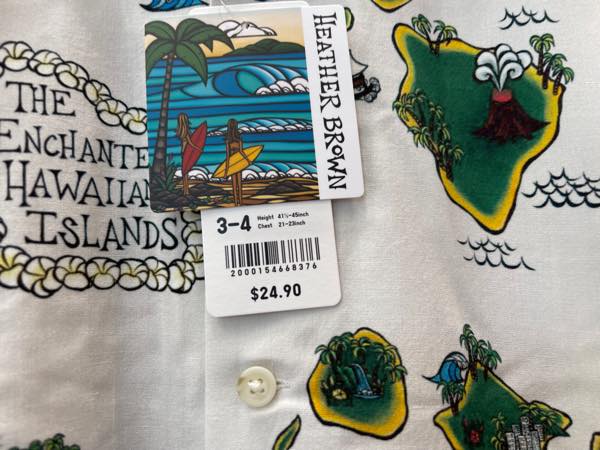 THE
ENCHANTE
HAWAIIAN
ISLANDS
HEATHER BROWN
3-4 Height 41½-45inch
Chest 21-23inch
2000154668376
$24.90